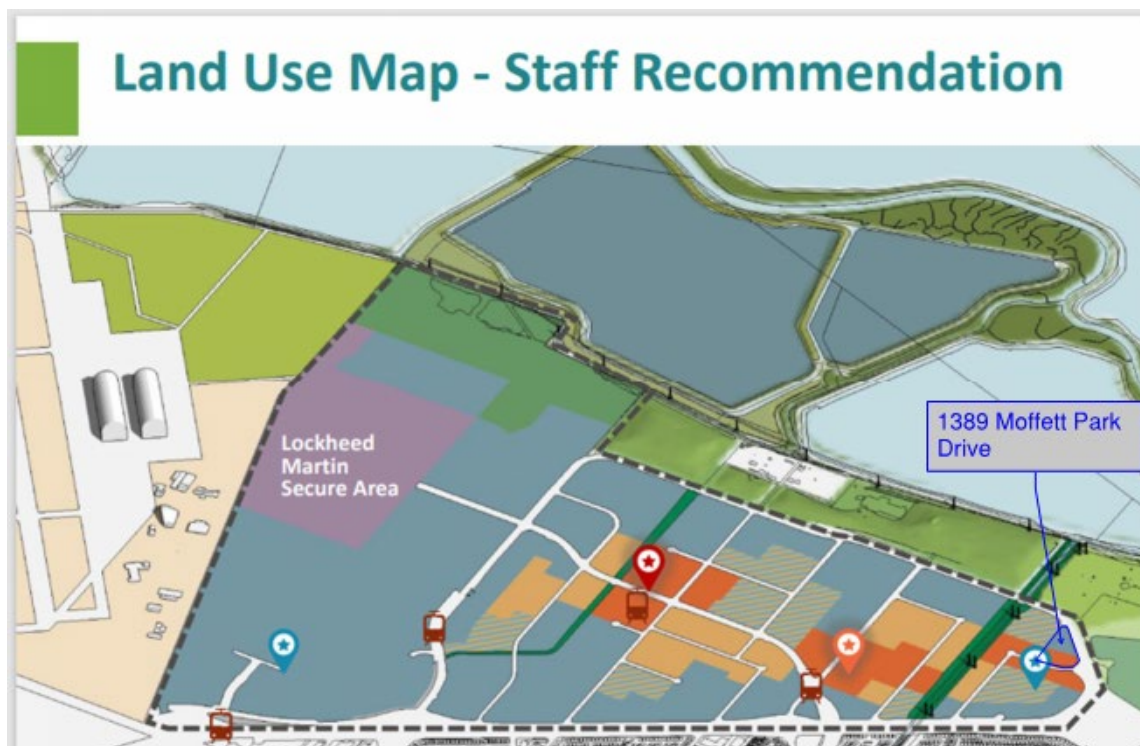 Land Use Map - Staff Recommendation
1389 Moffett Park
Drive
Lockheed
Martin
Secure Area